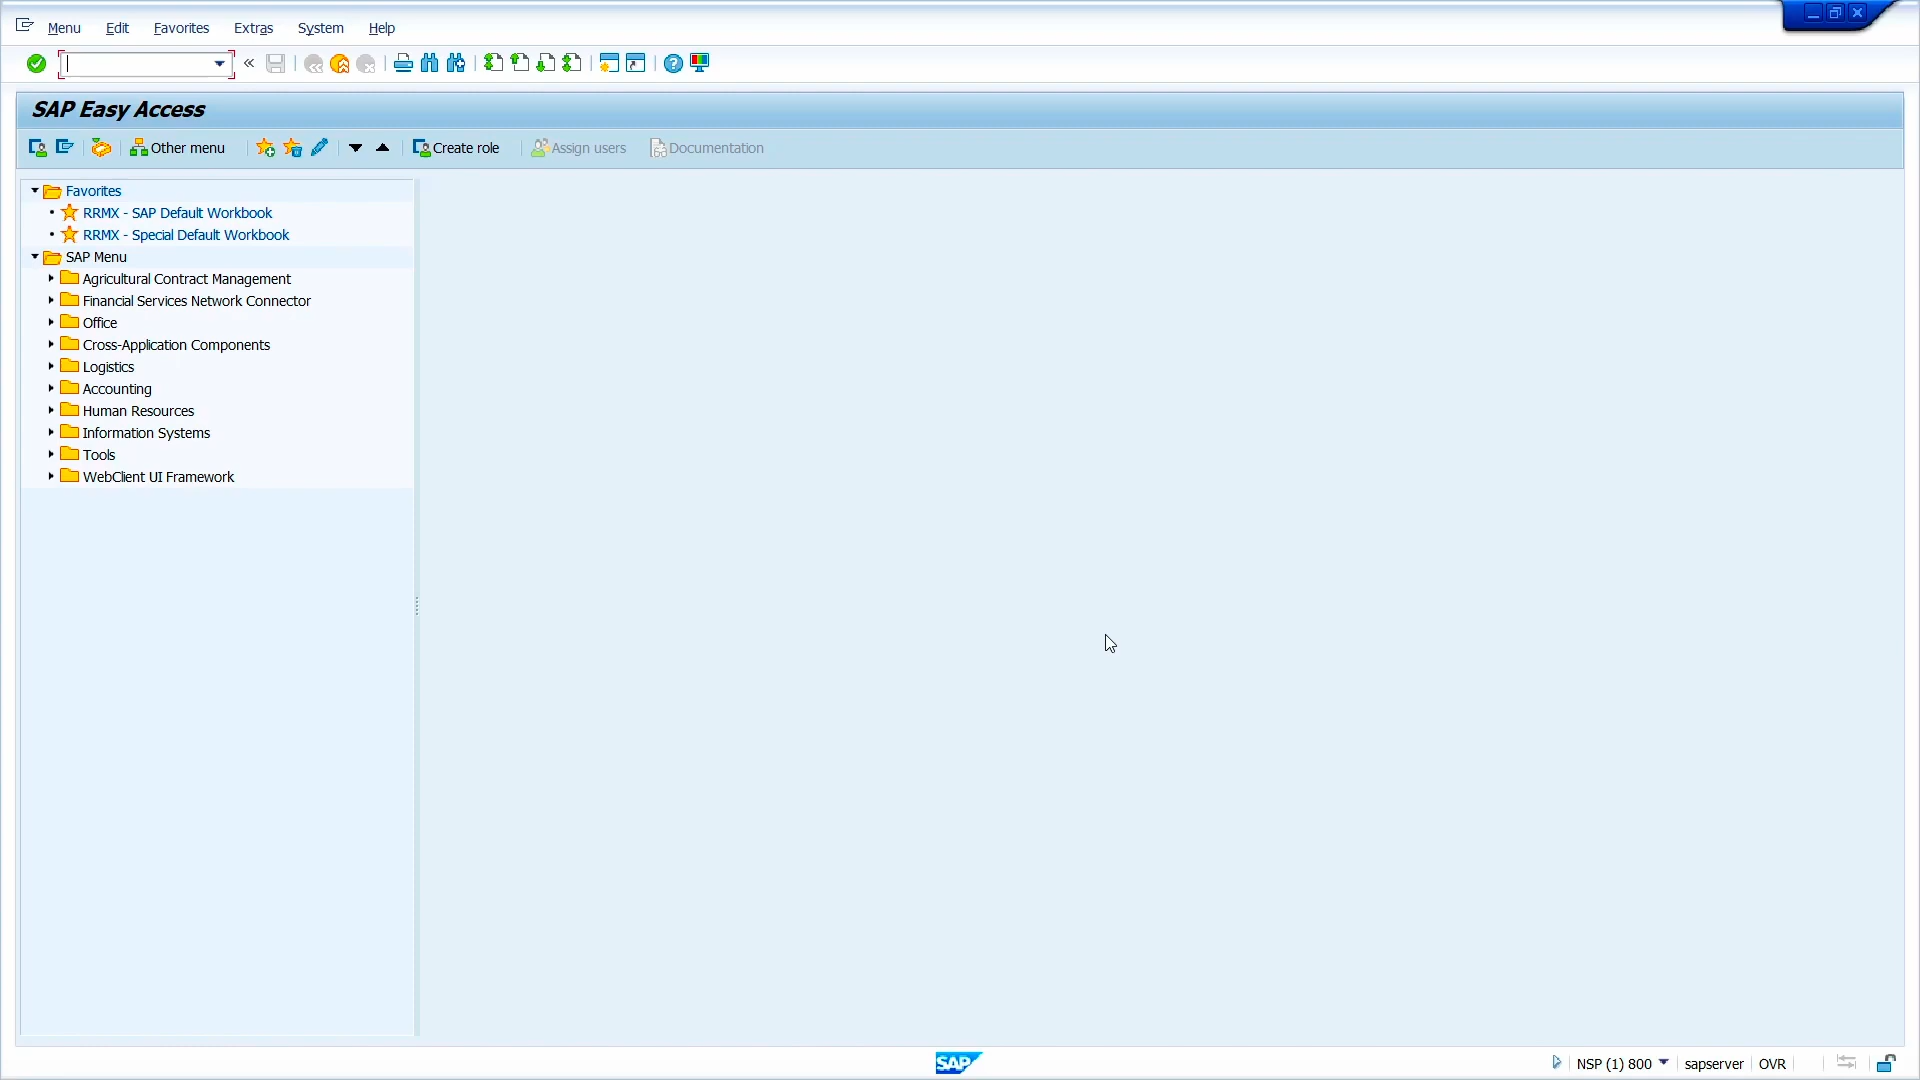 Menu Edit Favorites Extras System Help
SAP Easy Access
Other menu Create role Assign users Documentation
Favorites
RRMX - SAP Default Workbook
RRMX - Special Default Workbook
SAP Menu
Agricultural Contract Management
Financial Services Network Connector
Office
Cross-Application Components
Logistics
Accounting
Human Resources
Information Systems
Tools
WebClient UI Framework
SAP NSP (1) 800 sapserver OVR